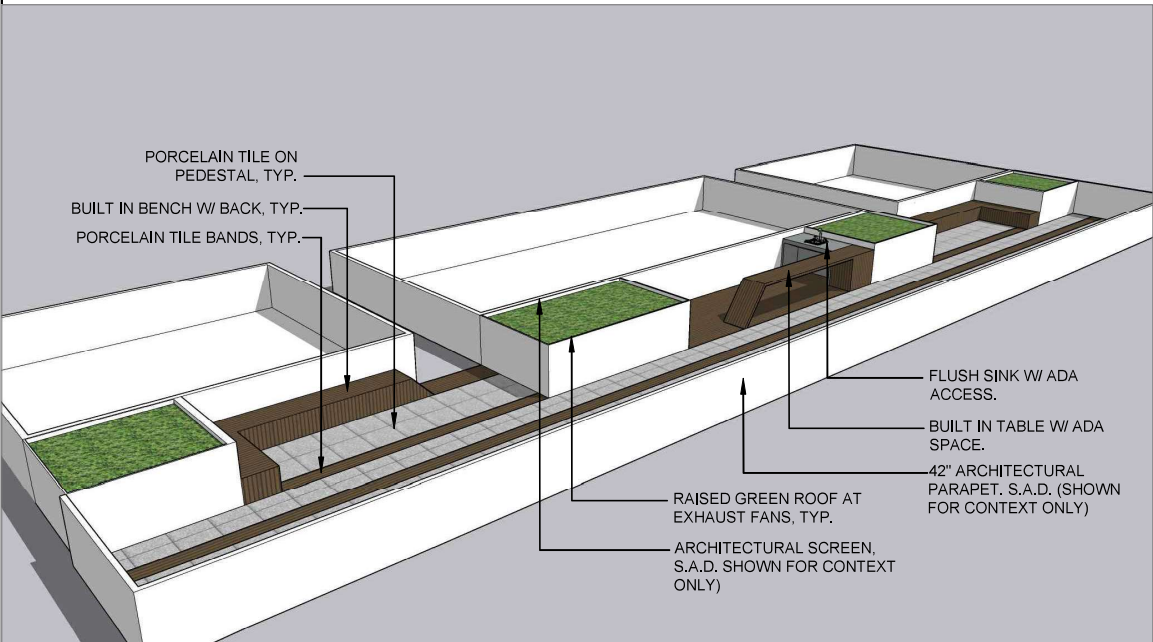 PORCELAIN TILE ON
PEDESTAL, TYP.
BUILT IN BENCH W/ BACK, TYP.
PORCELAIN TILE BANDS, TYP.
FLUSH SINK W/ ADA
ACCESS.
BUILT IN TABLE W/ ADA
SPACE.
42" ARCHITECTURAL
PARAPET. S.A.D. (SHOWN
FOR CONTEXT ONLY)
RAISED GREEN ROOF AT
EXHAUST FANS, TYP.
ARCHITECTURAL SCREEN,
S.A.D. SHOWN FOR CONTEXT
ONLY)